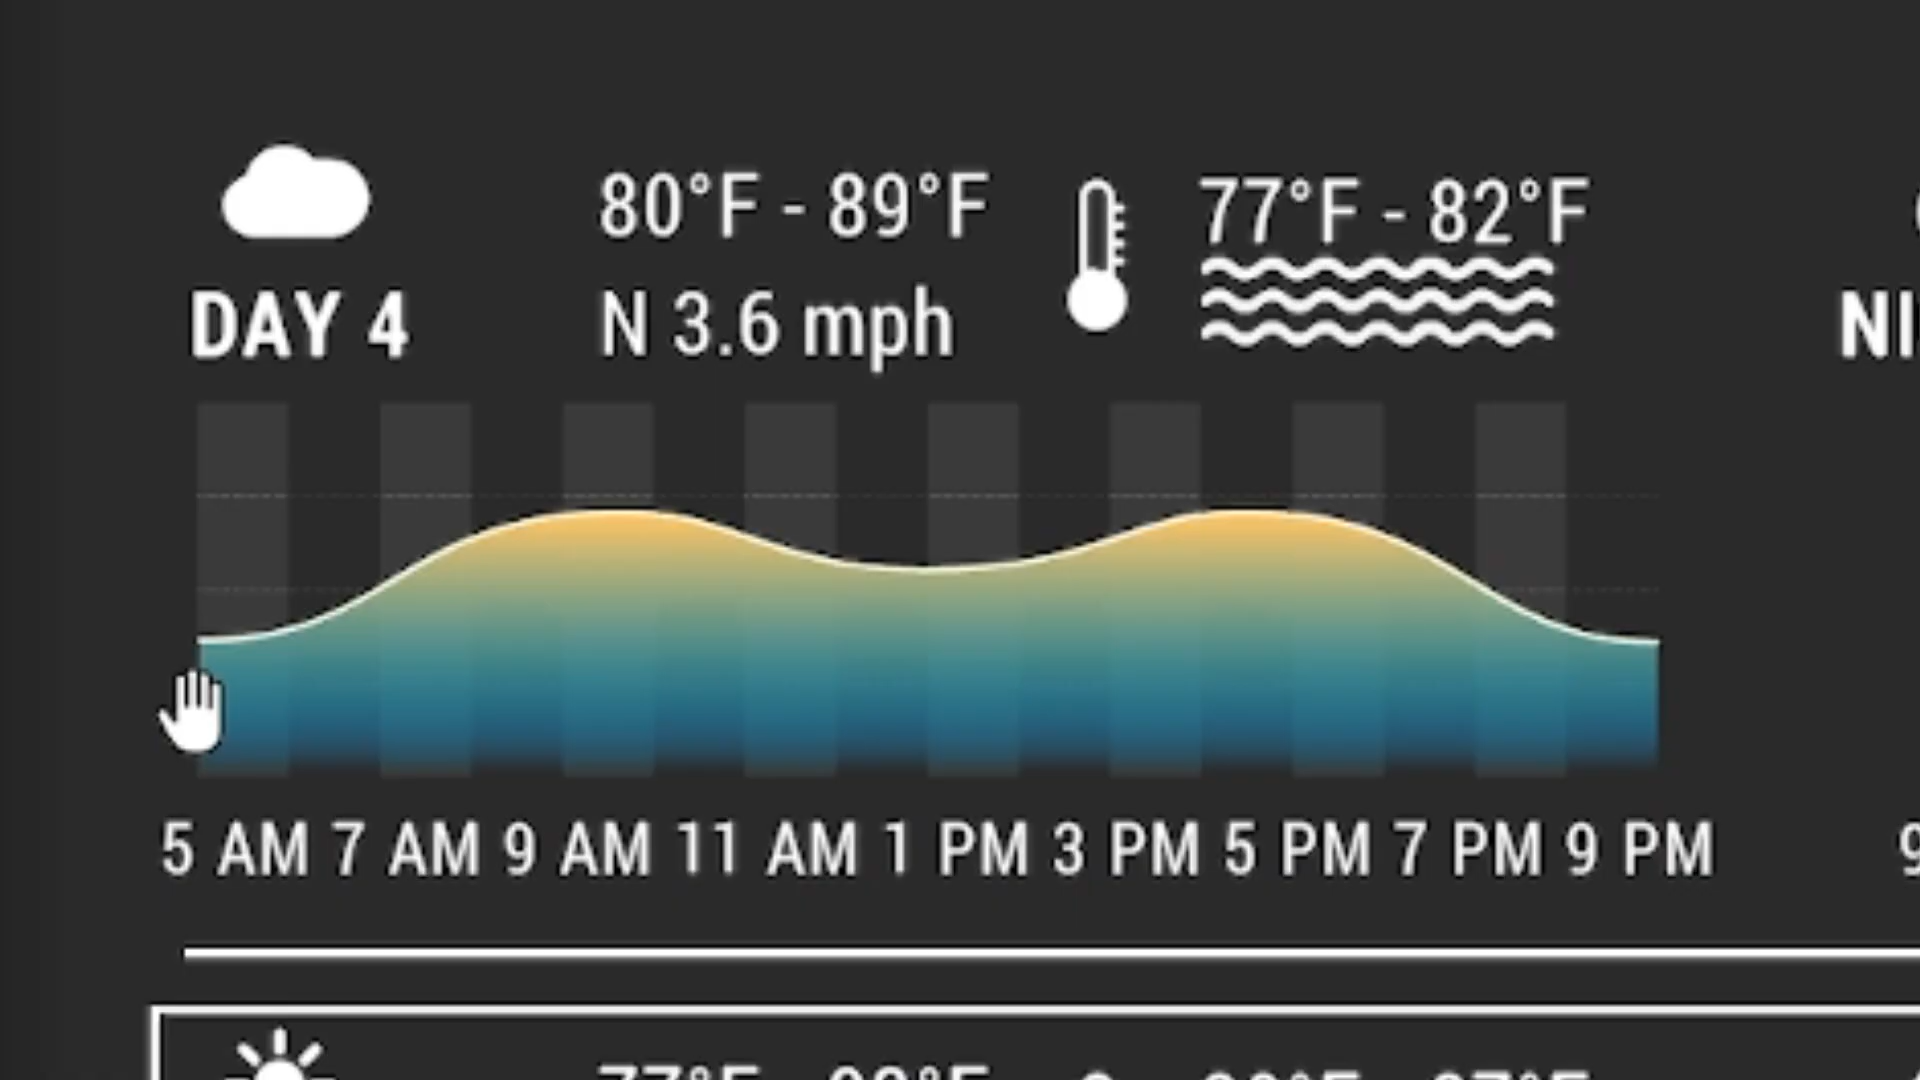 80°F - 89°F
77°F - 82°F
DAY 4
N 3.6 mph
5 AM 7 AM 9 AM 11 AM 1 PM 3 PM 5 PM 7 PM 9 PM